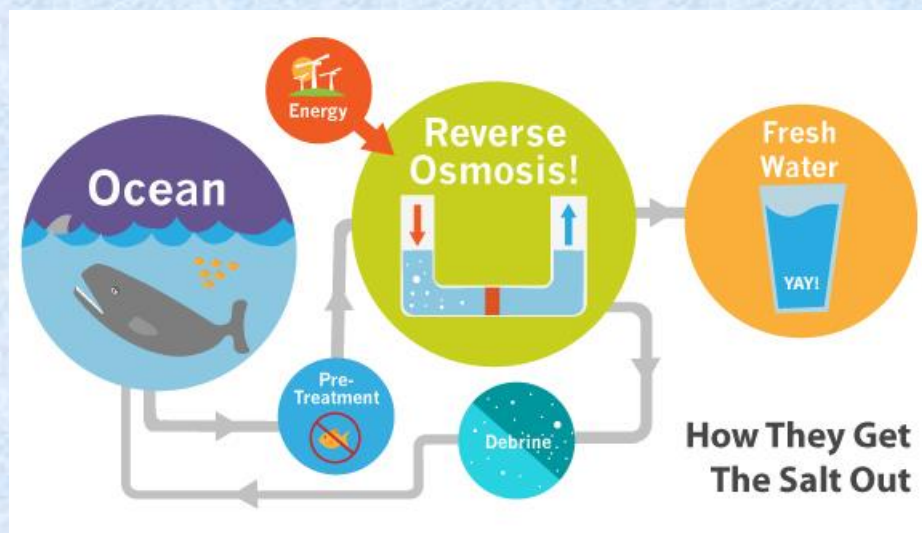 Energy
Ocean
Reverse
Osmosis!
Fresh
Water
YAY!
Pre-
Treatment
Debrine
How They Get
The Salt Out